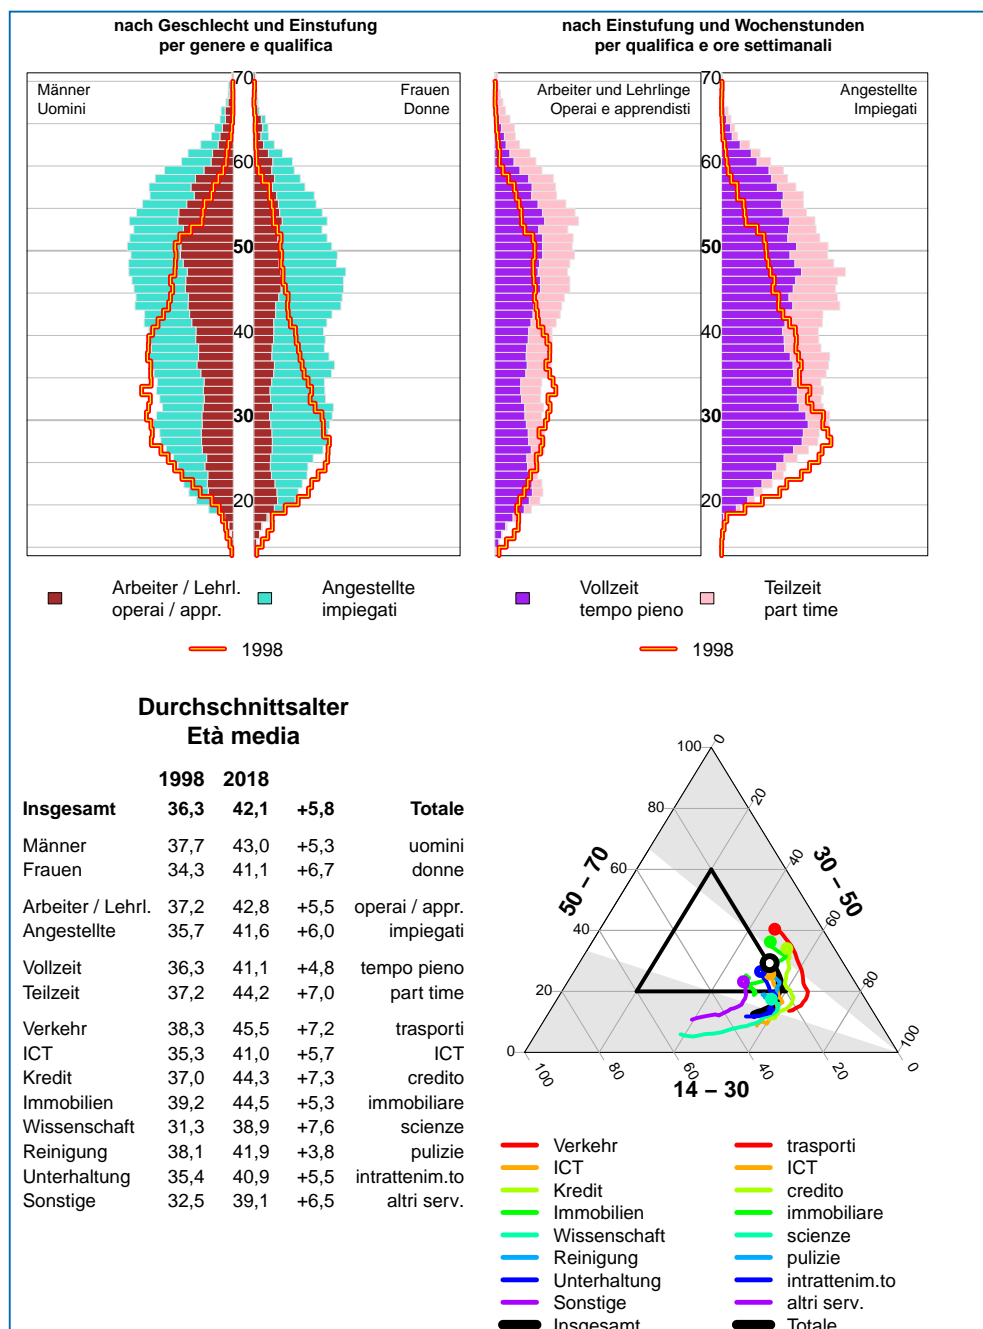 nach Geschlecht und Einstufung
per genere e qualifica
nach Einstufung und Wochenstunden
per qualifica e ore settimanali
Männer
Uomini
70
Frauen
Donne
60
50
40
30
20
Arbeiter und Lehrlinge
Operai e apprendisti
70
Angestellte
Impiegati
60
50
40
30
20
Arbeiter / Lehrl.
operai / appr.
Angestellte
impiegati
1998
Vollzeit
tempo pieno
Teilzeit
part time
1998
Durchschnittsalter
Età media
1998 2018
Insgesamt 36,3 42,1 +5,8 Totale
Männer 37,7 43,0 +5,3 uomini
Frauen 34,3 41,1 +6,7 donne
Arbeiter / Lehrl. 37,2 42,8 +5,5 operai / appr.
Angestellte 35,7 41,6 +6,0 impiegati
Vollzeit 36,3 41,1 +4,8 tempo pieno
Teilzeit 37,2 44,2 +7,0 part time
Verkehr 38,3 45,5 +7,2 trasporti
ICT 35,3 41,0 +5,7 ICT
Kredit 37,0 44,3 +7,3 credito
Immobilien 39,2 44,5 +5,3 immobiliare
Wissenschaft 31,3 38,9 +7,6 scienze
Reinigung 38,1 41,9 +3,8 pulizie
Unterhaltung 35,4 40,9 +5,5 intrattenim.to
Sonstige 32,5 39,1 +6,5 altri serv.
100 0
80 20
60 40
40 60
20 80
0 100
100 80 60 40 20 0
50 – 70
30 – 50
14 – 30
Verkehr trasporti
ICT ICT
Kredit credito
Immobilien immobiliare
Wissenschaft scienze
Reinigung pulizie
Unterhaltung intrattenim.to
Sonstige altri serv.
Insgesamt Totale